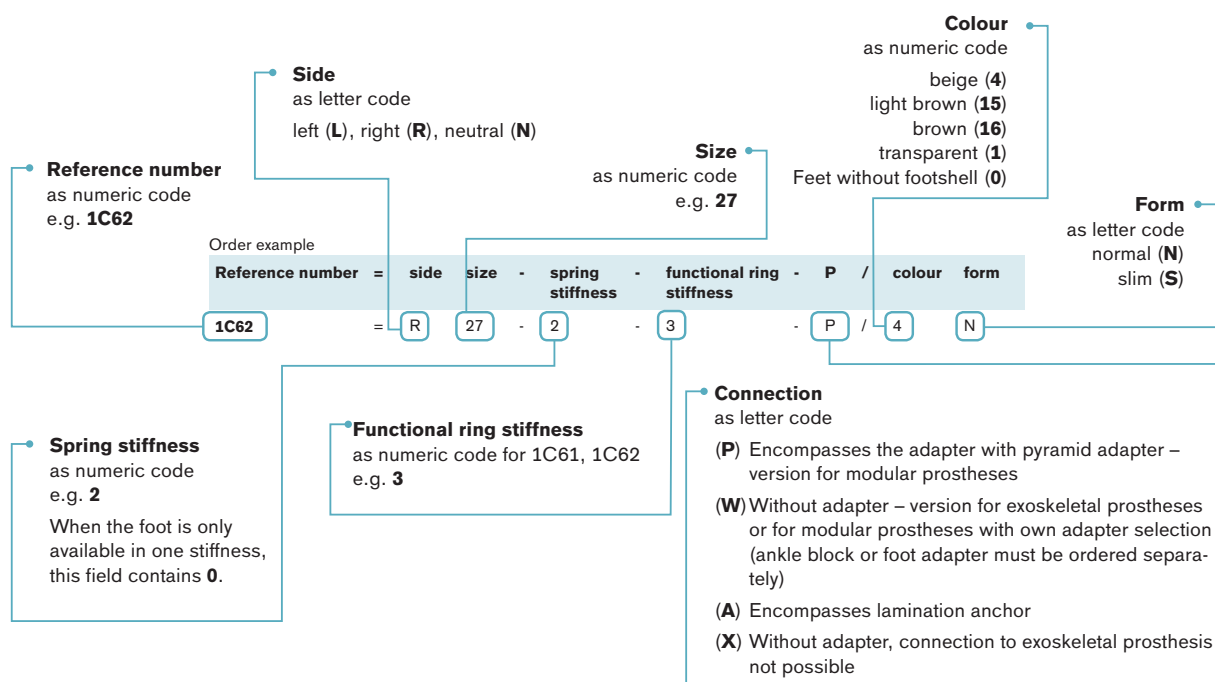 Colour
as numeric code
beige (4)
light brown (15)
brown (16)
transparent (1)
Feet without footshell (0)
Side
as letter code
left (L), right (R), neutral (N)
Reference number
as numeric code
e.g. 1C62
Size
as numeric code
e.g. 27
Form
as letter code
normal (N)
slim (S)
Order example
Reference number = side size - spring stiffness - functional ring stiffness - P / colour form
1C62 = R 27 - 2 - 3 - P / 4 N
Spring stiffness
as numeric code
e.g. 2
When the foot is only
available in one stiffness,
this field contains 0.
Functional ring stiffness
as numeric code for 1C61, 1C62
e.g. 3
Connection
as letter code
(P) Encompasses the adapter with pyramid adapter –
version for modular prostheses
(W) Without adapter – version for exoskeletal prostheses
or for modular prostheses with own adapter selection
(ankle block or foot adapter must be ordered separa-
tely)
(A) Encompasses lamination anchor
(X) Without adapter, connection to exoskeletal prosthesis
not possible